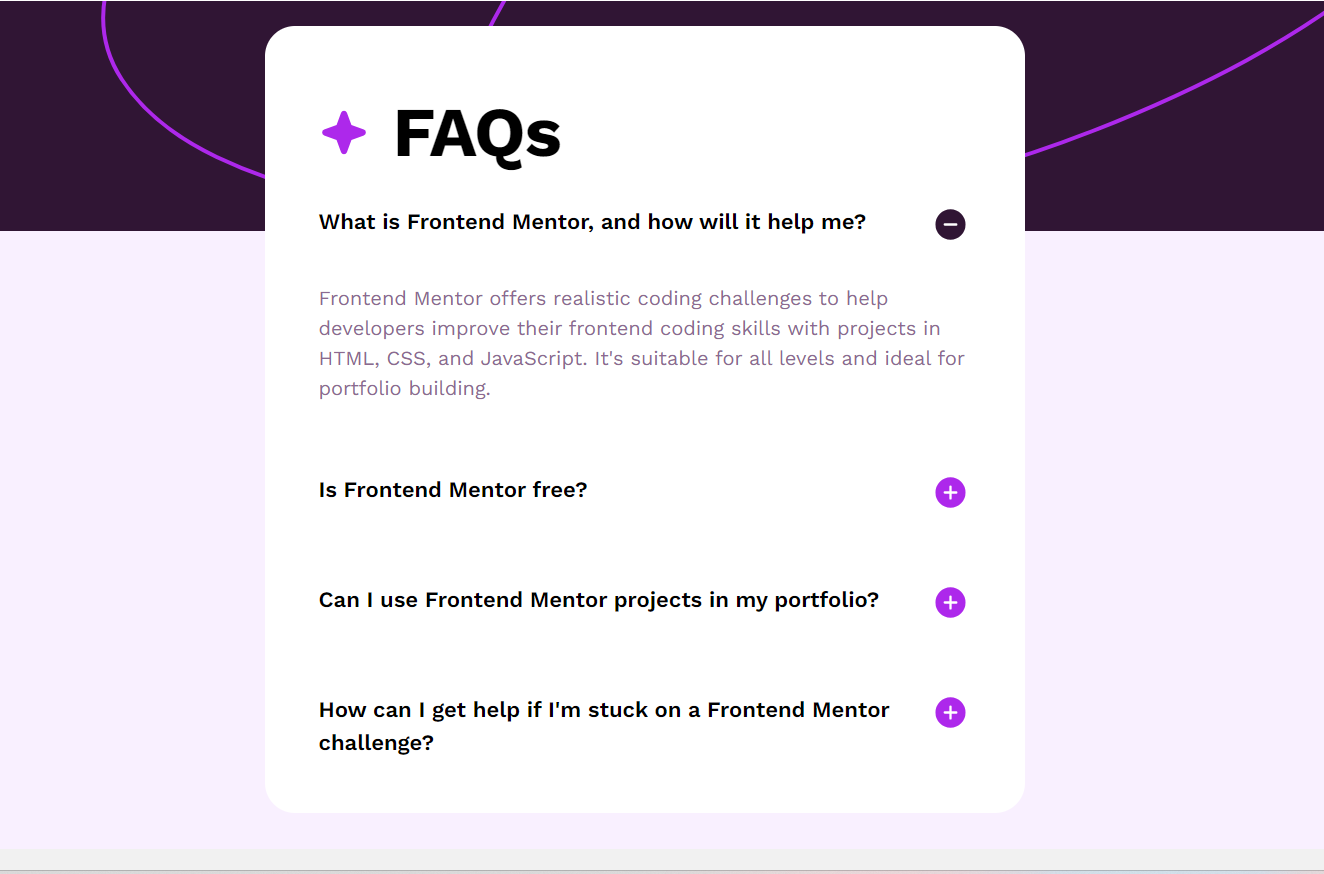 FAQs
What is Frontend Mentor, and how will it help me?
Frontend Mentor offers realistic coding challenges to help
developers improve their frontend coding skills with projects in
HTML, CSS, and JavaScript. It's suitable for all levels and ideal for
portfolio building.
Is Frontend Mentor free?
Can I use Frontend Mentor projects in my portfolio?
How can I get help if I'm stuck on a Frontend Mentor
challenge?